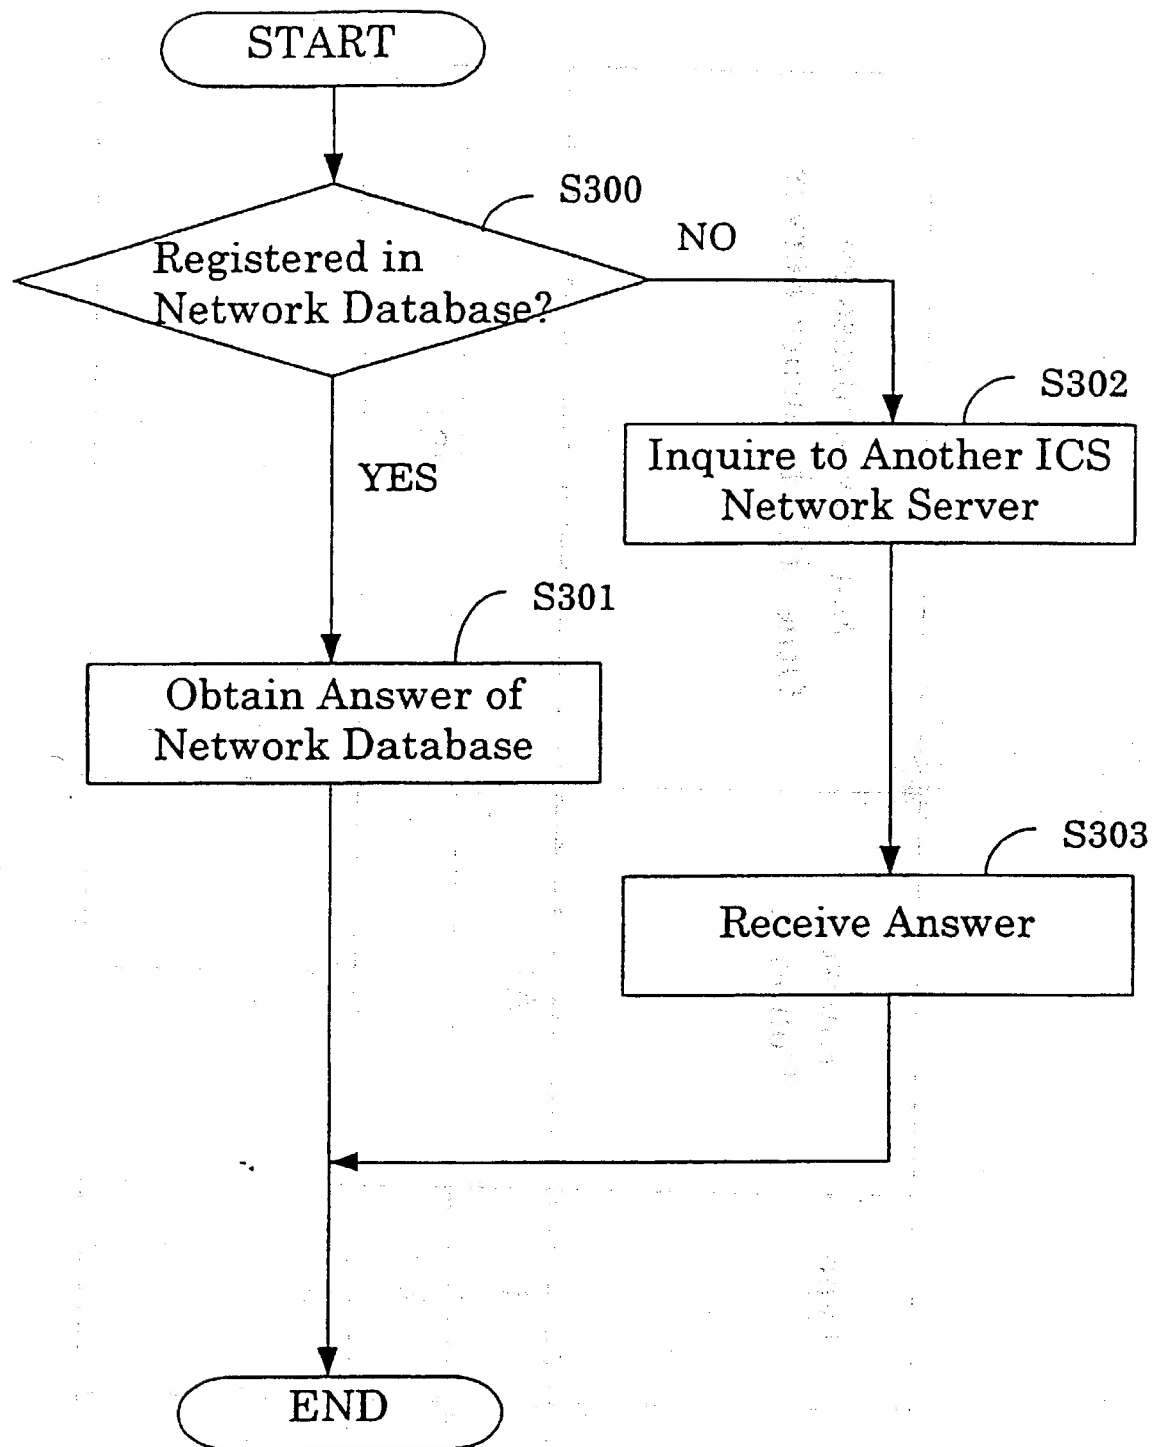 START
S300
NO
Registered in
Network Database?
S302
Inquire to Another ICS
Network Server
YES
S301
Obtain Answer of
Network Database
S303
Receive Answer
END